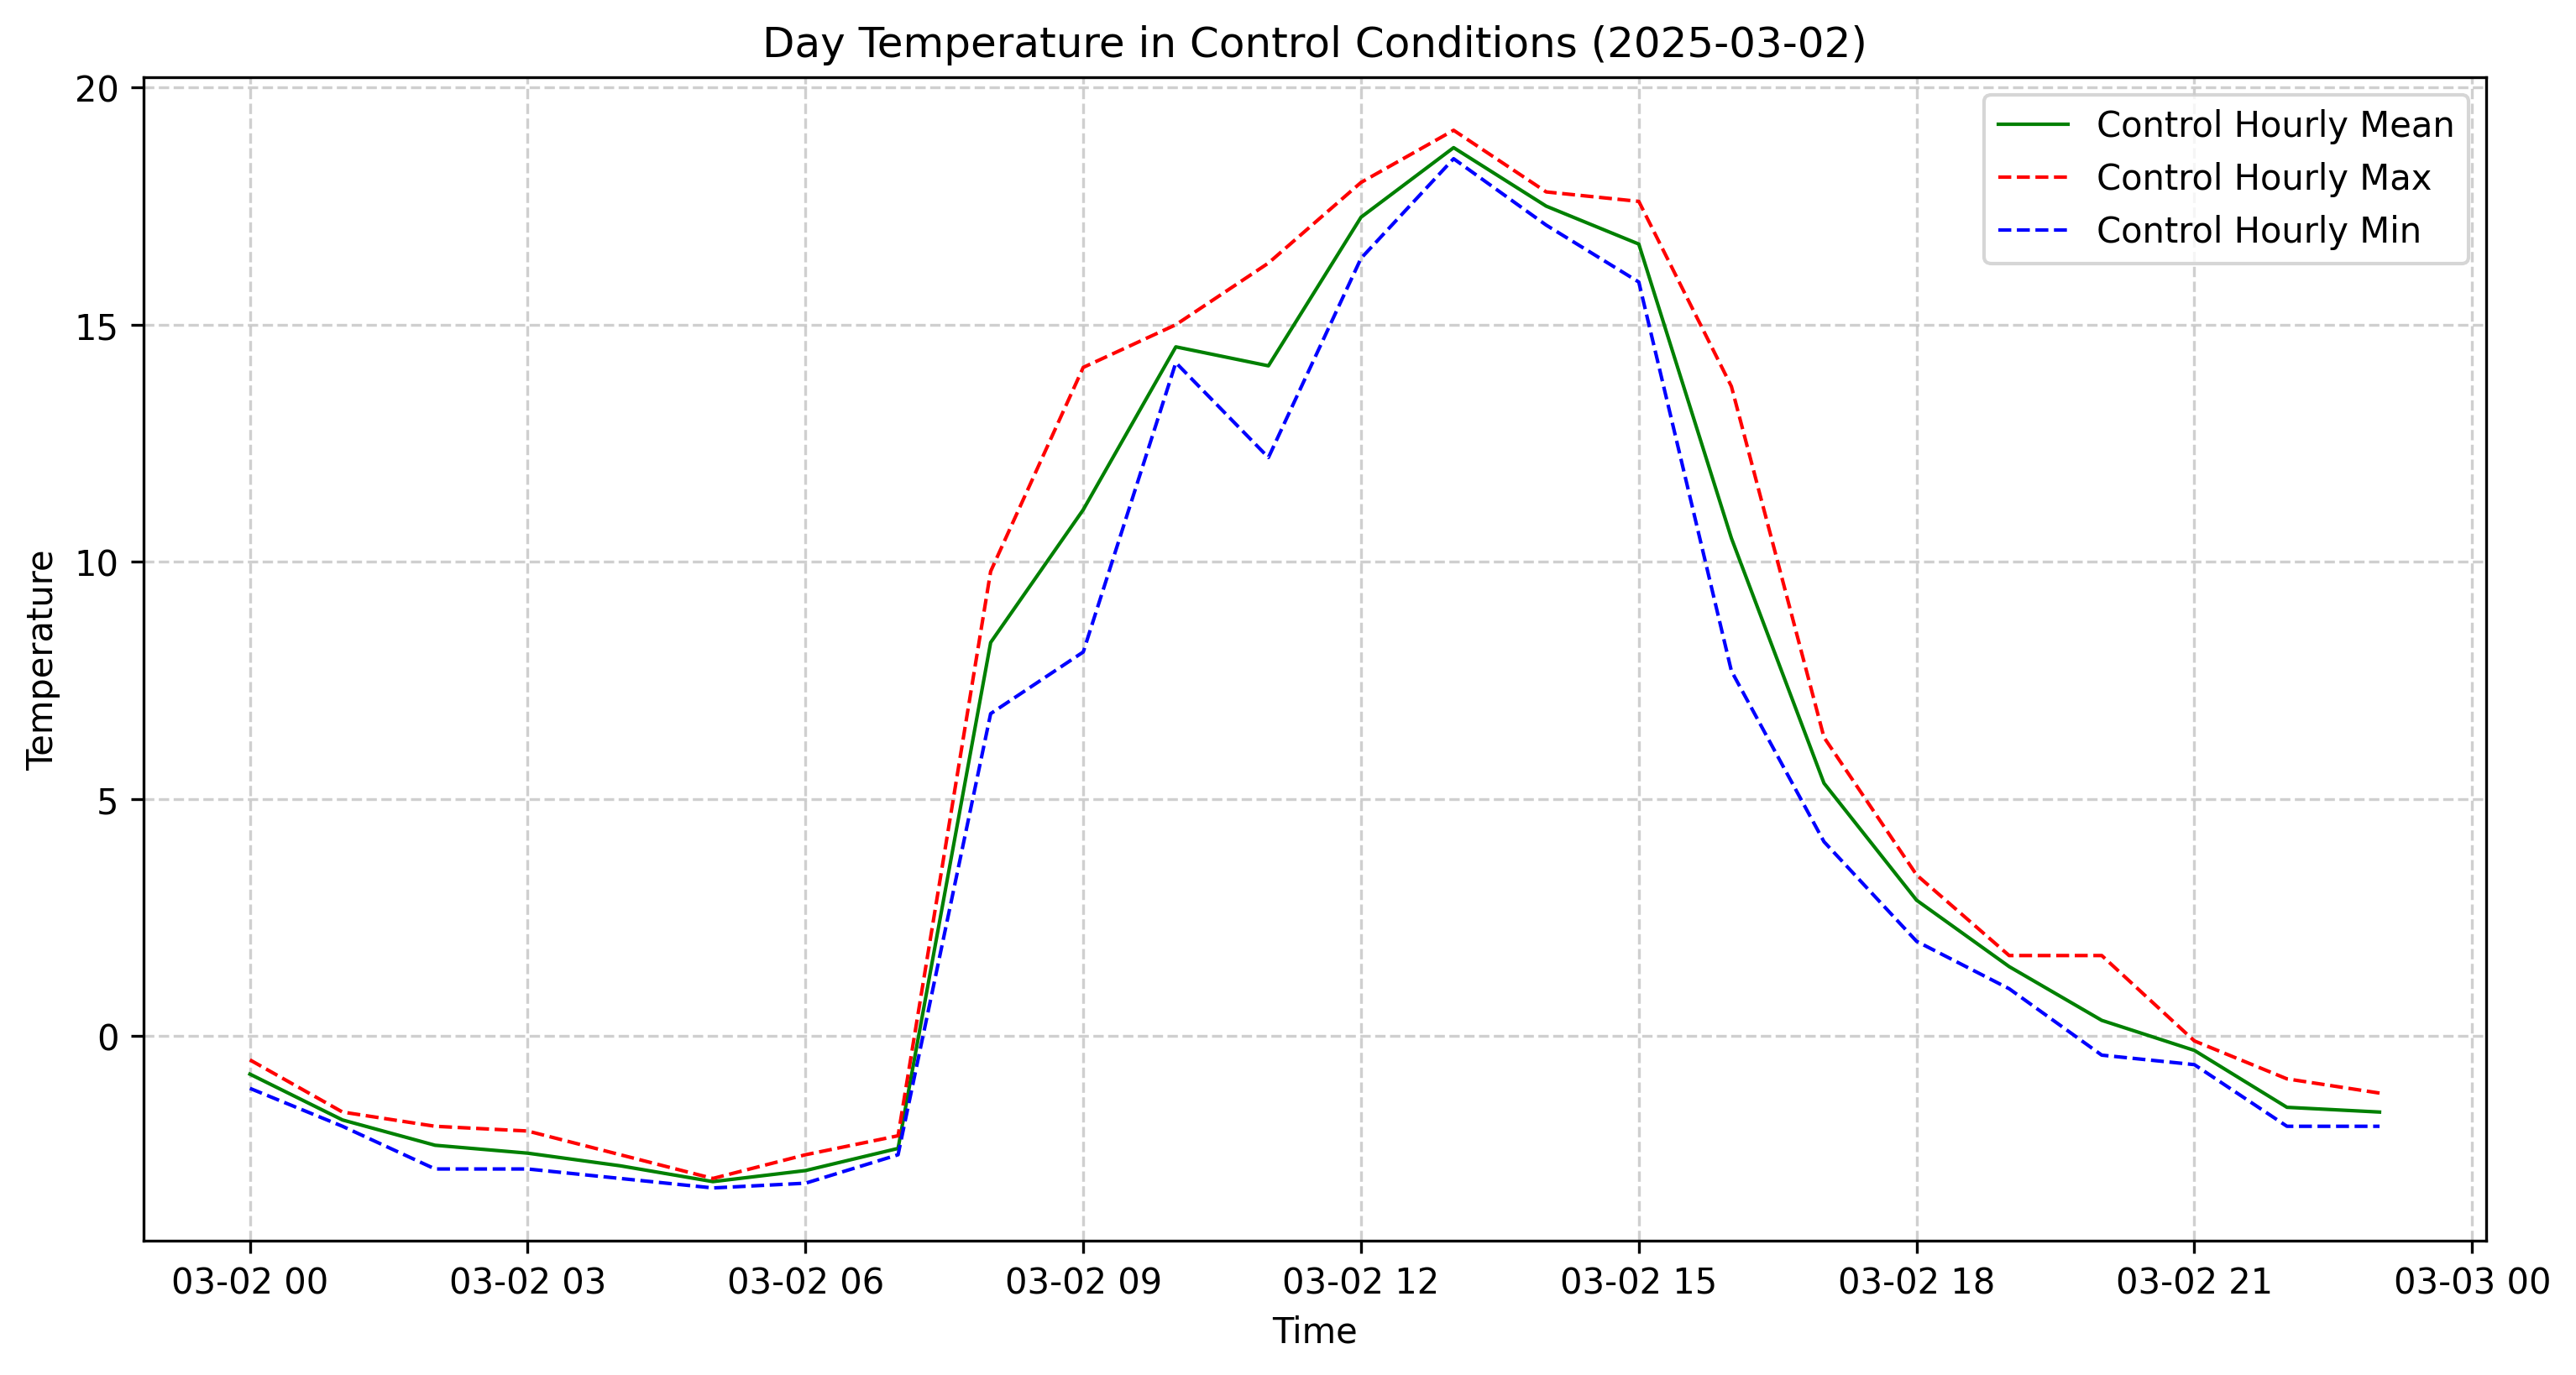 Day Temperature in Control Conditions (2025-03-02)
Control Hourly Mean
Control Hourly Max
Control Hourly Min
Temperature
20
15
10
5
0
03-02 00 03-02 03 03-02 06 03-02 09 03-02 12 03-02 15 03-02 18 03-02 21 03-03 00
Time